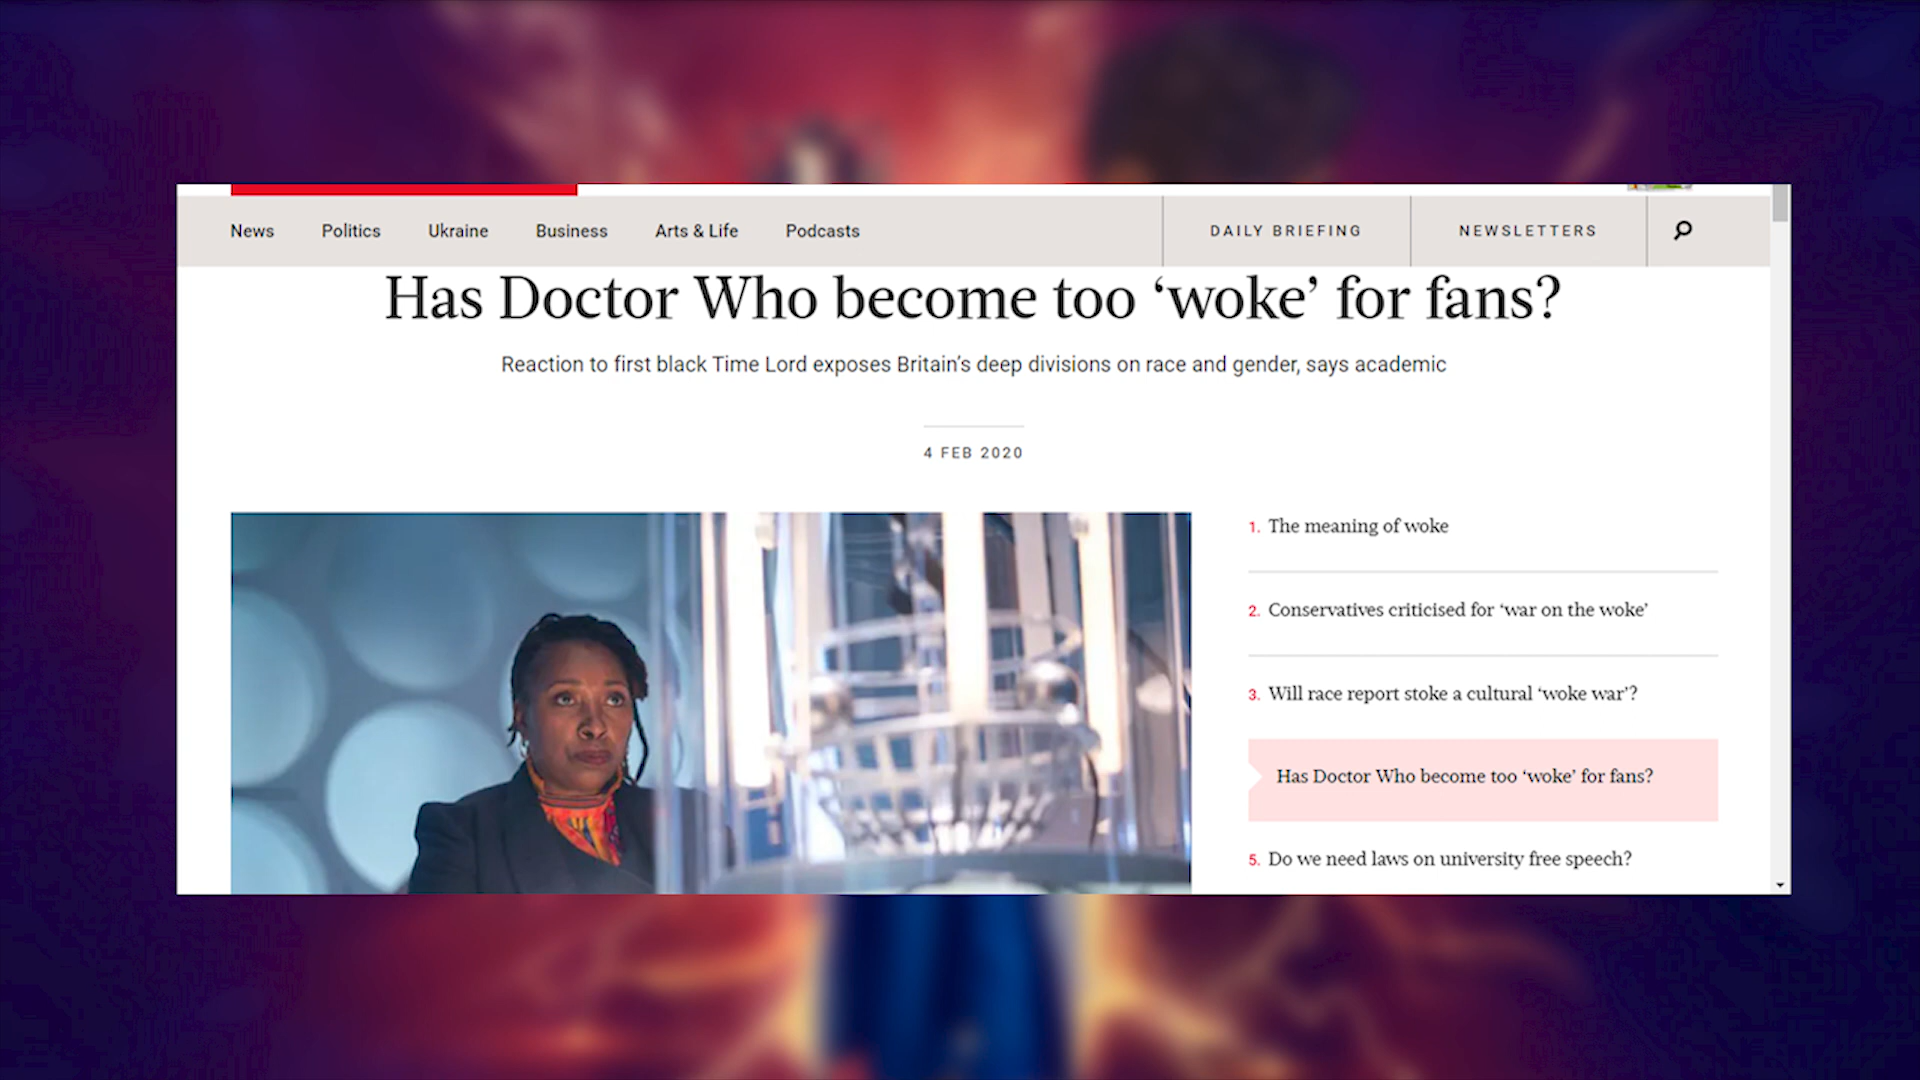 News Politics Ukraine Business Arts & Life Podcasts DAILY BRIEFING NEWSLETTERS
Has Doctor Who become too ‘woke’ for fans?
Reaction to first black Time Lord exposes Britain’s deep divisions on race and gender, says academic
4 FEB 2020
1. The meaning of woke
2. Conservatives criticised for ‘war on the woke’
3. Will race report stoke a cultural ‘woke war’?
Has Doctor Who become too ‘woke’ for fans?
5. Do we need laws on university free speech?